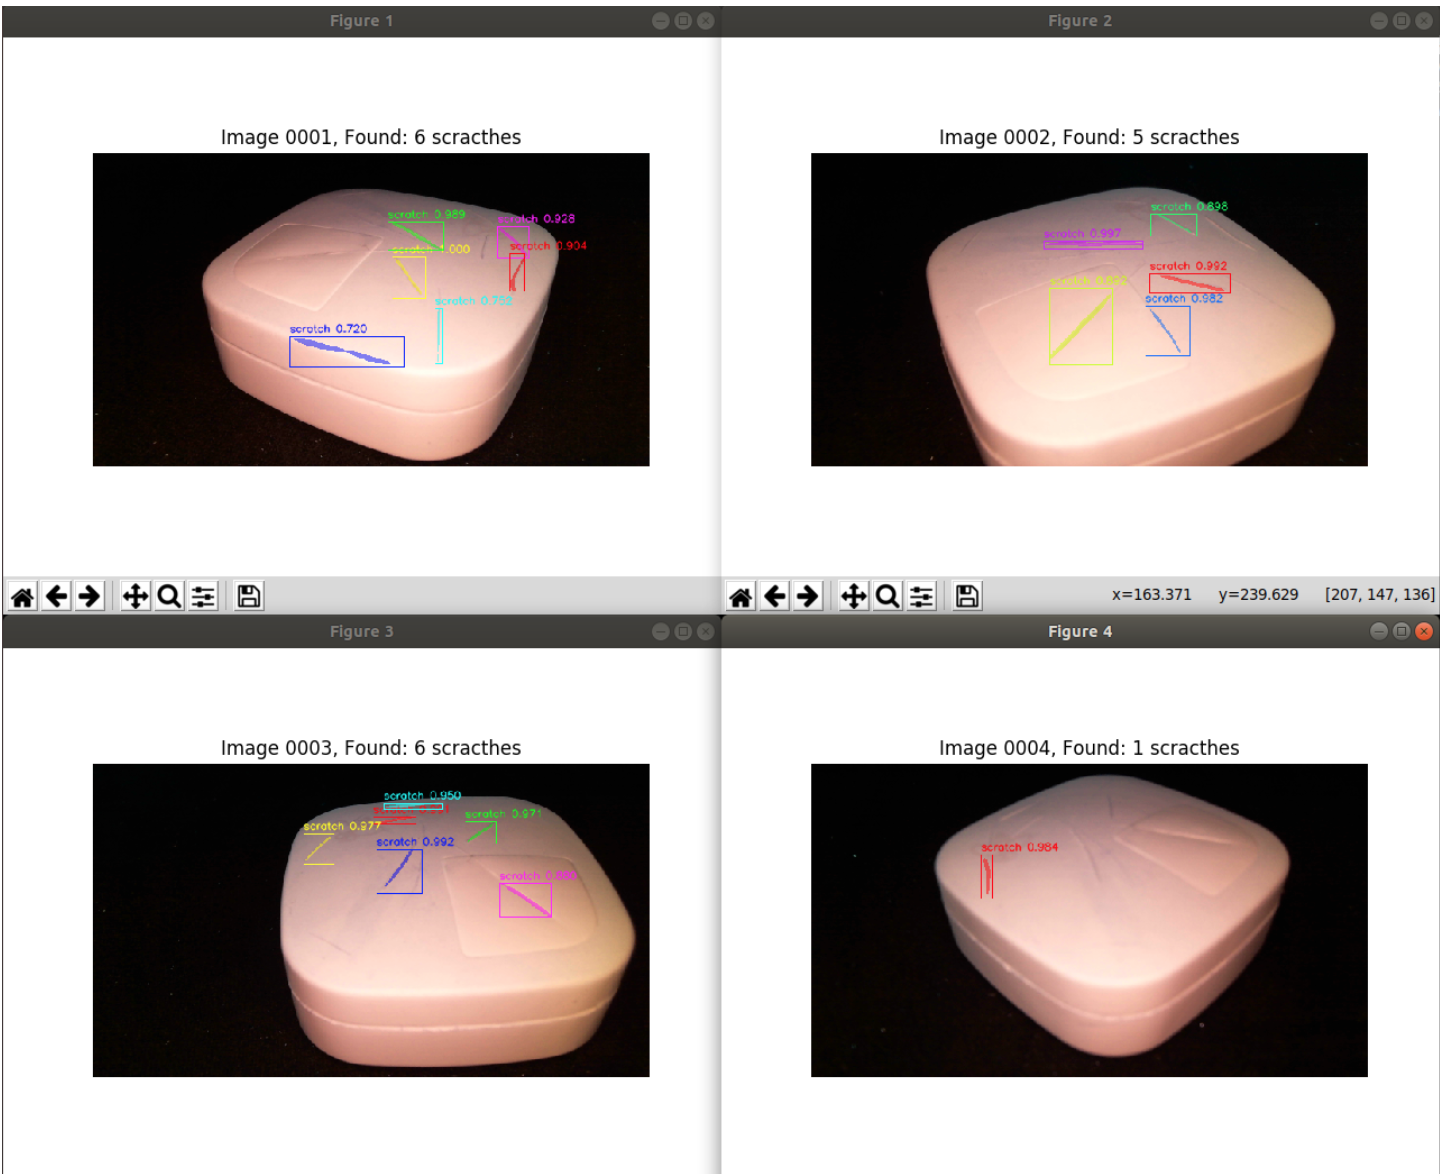 Figure 1
Image 0001, Found: 6 scracthes
scratch 0.989
scratch 0.928
scratch 1.000
scratch 0.904
scratch 0.752
scratch 0.720
Figure 2
Image 0002, Found: 5 scracthes
scratch 0.898
scratch 0.997
scratch 0.992
scratch
scratch 0.982
x=163.371 y=239.629 [207, 147, 136]
Figure 3
Image 0003, Found: 6 scracthes
scratch 0.950
scratch 0.971
scratch 0.977
scratch 0.992
scratch 0.880
Figure 4
Image 0004, Found: 1 scracthes
scratch 0.984